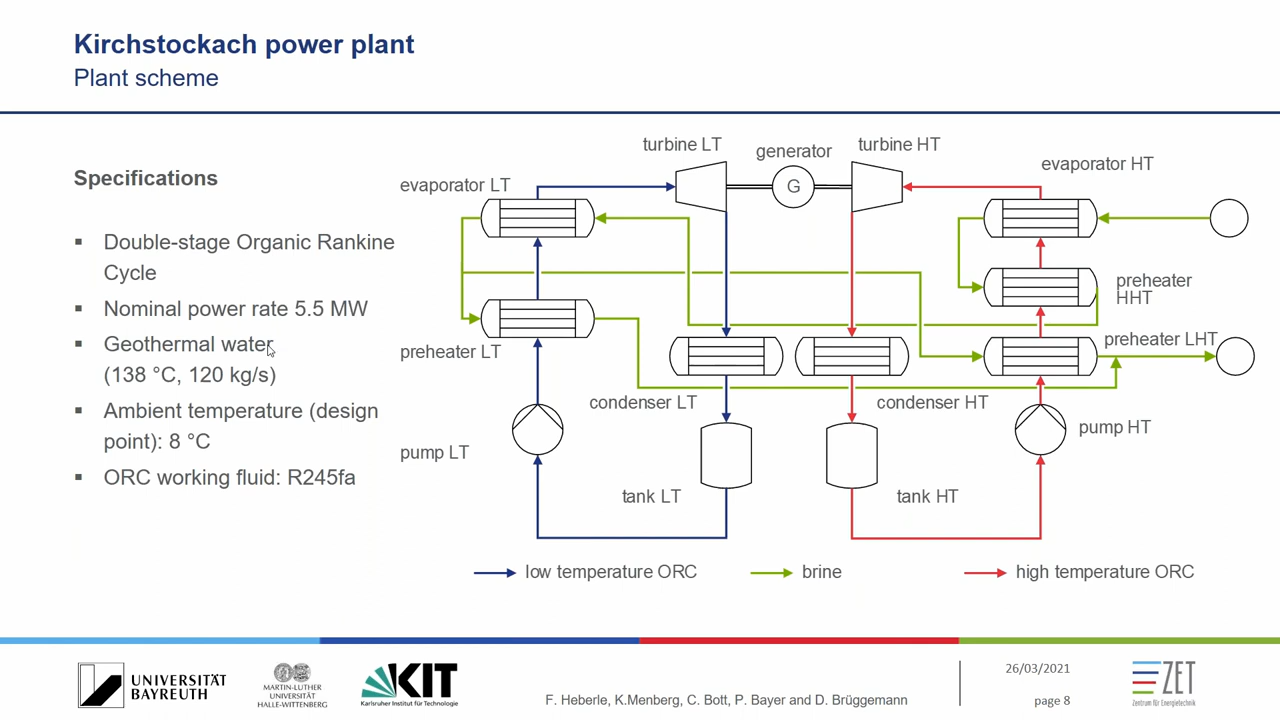 Kirchstockach power plant
Plant scheme
Specifications
▪ Double-stage Organic Rankine
Cycle
▪ Nominal power rate 5.5 MW
▪ Geothermal water
(138 °C, 120 kg/s)
▪ Ambient temperature (design
point): 8 °C
▪ ORC working fluid: R245fa
turbine LT
generator
turbine HT
evaporator HT
evaporator LT
G
preheater
HHT
preheater LHT
preheater LT
condenser LT
condenser HT
pump HT
pump LT
tank LT
tank HT
low temperature ORC
brine
high temperature ORC
UNIVERSITÄT
BAYREUTH
MARTIN-LUTHER
UNIVERSITÄT
HALLE-WITTENBERG
KIT
Karlsruher Institut für Technologie
F. Heberle, K.Menberg, C. Bott, P. Bayer and D. Brüggemann
26/03/2021
page 8
ZET
Zentrum für Energietechnik